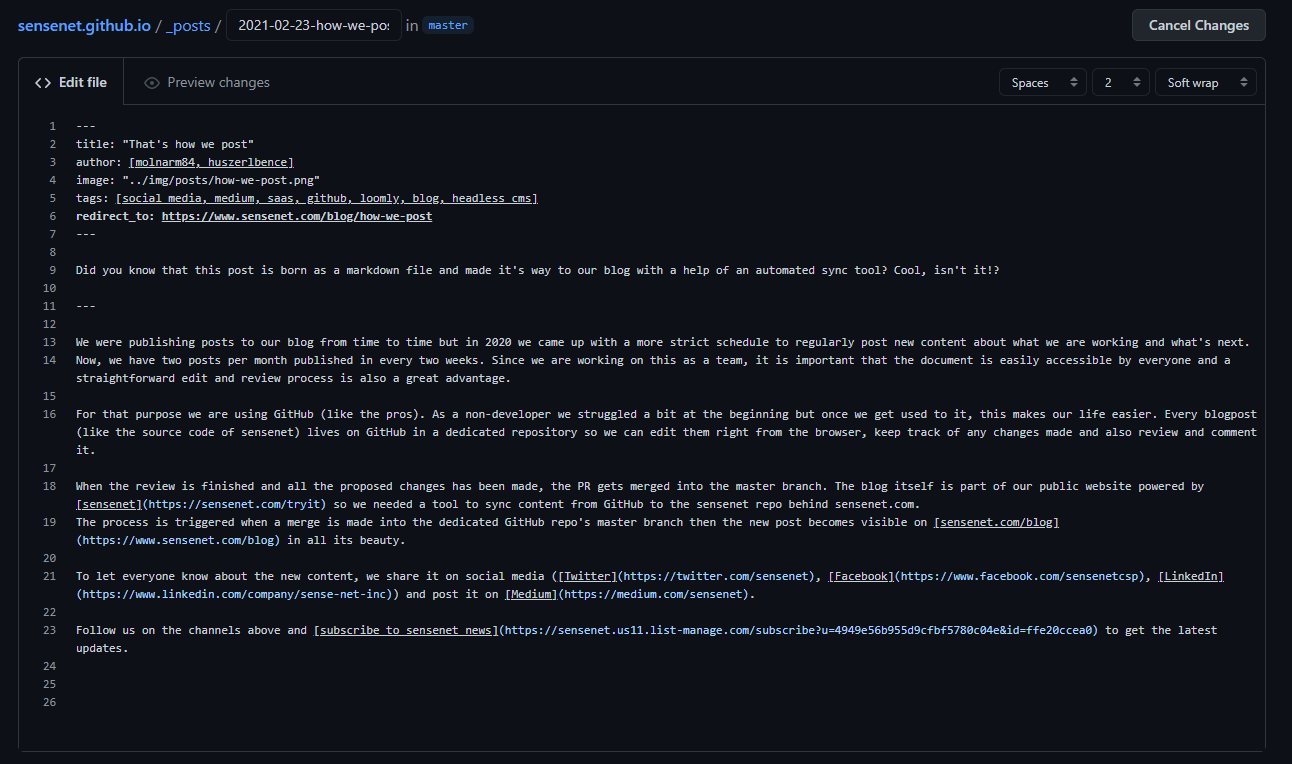 sensenet.github.io / _posts / 2021-02-23-how-we-pos in master
Cancel Changes
<> Edit file
Preview changes
Spaces
2
Soft wrap
1 ---
2 title: "That's how we post"
3 author: [molnarm84, huszerlbence]
4 image: "../img/posts/how-we-post.png"
5 tags: [social media, medium, saas, github, loomly, blog, headless cms]
6 redirect_to: https://www.sensenet.com/blog/how-we-post
7 ---
8
9 Did you know that this post is born as a markdown file and made it's way to our blog with a help of an automated sync tool? Cool, isn't it!?
10
11 ---
12
13 We were publishing posts to our blog from time to time but in 2020 we came up with a more strict schedule to regularly post new content about what we are working and what's next.
14 Now, we have two posts per month published in every two weeks. Since we are working on this as a team, it is important that the document is easily accessible by everyone and a
straightforward edit and review process is also a great advantage.
15
16 For that purpose we are using GitHub (like the pros). As a non-developer we struggled a bit at the beginning but once we get used to it, this makes our life easier. Every blogpost
(like the source code of sensenet) lives on GitHub in a dedicated repository so we can edit them right from the browser, keep track of any changes made and also review and comment
it.
17
18 When the review is finished and all the proposed changes has been made, the PR gets merged into the master branch. The blog itself is part of our public website powered by
[sensenet](https://sensenet.com/tryit) so we needed a tool to sync content from GitHub to the sensenet repo behind sensenet.com.
19 The process is triggered when a merge is made into the dedicated GitHub repo's master branch then the new post becomes visible on [sensenet.com/blog]
(https://www.sensenet.com/blog) in all its beauty.
20
21 To let everyone know about the new content, we share it on social media ([Twitter](https://twitter.com/sensenet), [Facebook](https://www.facebook.com/sensenetcsp), [LinkedIn]
(https://www.linkedin.com/company/sense-net-inc)) and post it on [Medium](https://medium.com/sensenet).
22
23 Follow us on the channels above and [subscribe to sensenet news](https://sensenet.us11.list-manage.com/subscribe?u=4949e56b955d9cfbf5780c04e&id=ffe20ccea0) to get the latest
updates.
24
25
26